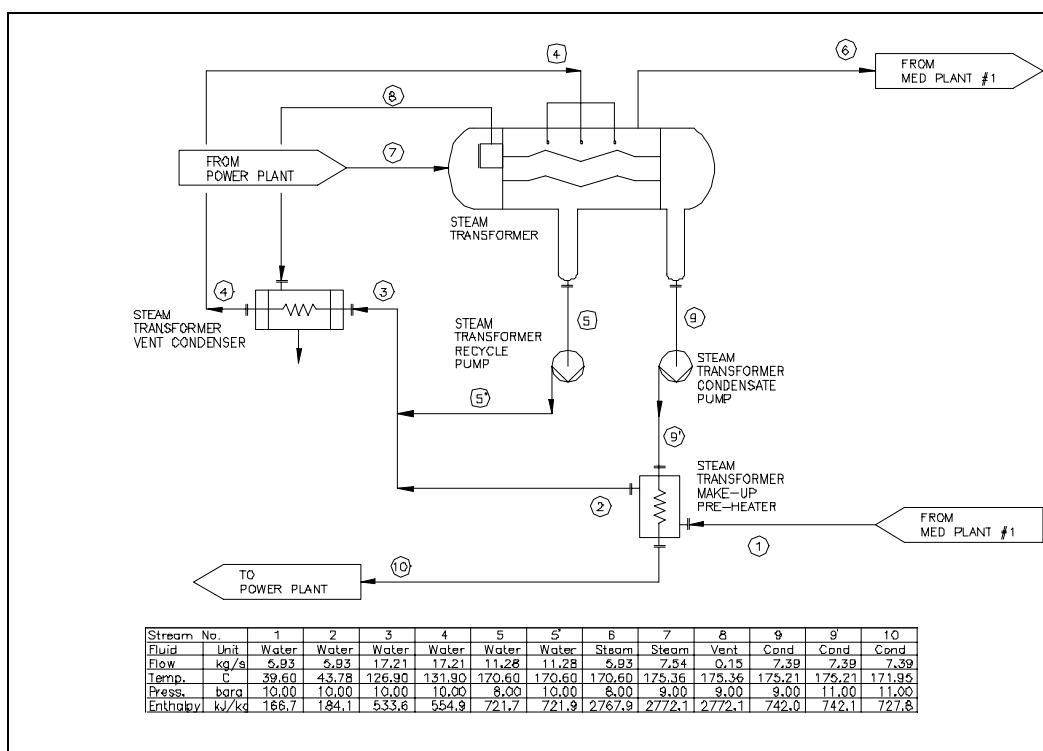 4
6
FROM
MED PLANT #1
8
7
FROM
POWER PLANT
STEAM
TRANSFORMER
4
3
STEAM
TRANSFORMER
VENT CONDENSER
STEAM
TRANSFORMER
RECYCLE
PUMP
5
9
STEAM
TRANSFORMER
CONDENSATE
PUMP
5'
9'
STEAM
TRANSFORMER
MAKE-UP
PRE-HEATER
2
1
FROM
MED PLANT #1
10
TO
POWER PLANT
Stream No. 1 2 3 4 5 5' 6 7 8 9 9' 10
Fluid Unit Water Water Water Water Water Water Steam Steam Vent Cond Cond Cond
Flow kg/s 5.93 5.93 17.21 17.21 11.28 11.28 5.93 7.54 0.15 7.39 7.39 7.39
Temp. C 39.60 43.78 126.90 131.90 170.60 170.60 170.60 175.36 175.36 175.21 175.21 171.95
Press. bara 10.00 10.00 10.00 10.00 8.00 10.00 8.00 9.00 9.00 9.00 11.00 11.00
Enthalpy kJ/kg 166.7 184.1 533.6 554.9 721.7 721.9 2767.9 2772.1 2772.1 742.0 742.1 727.8